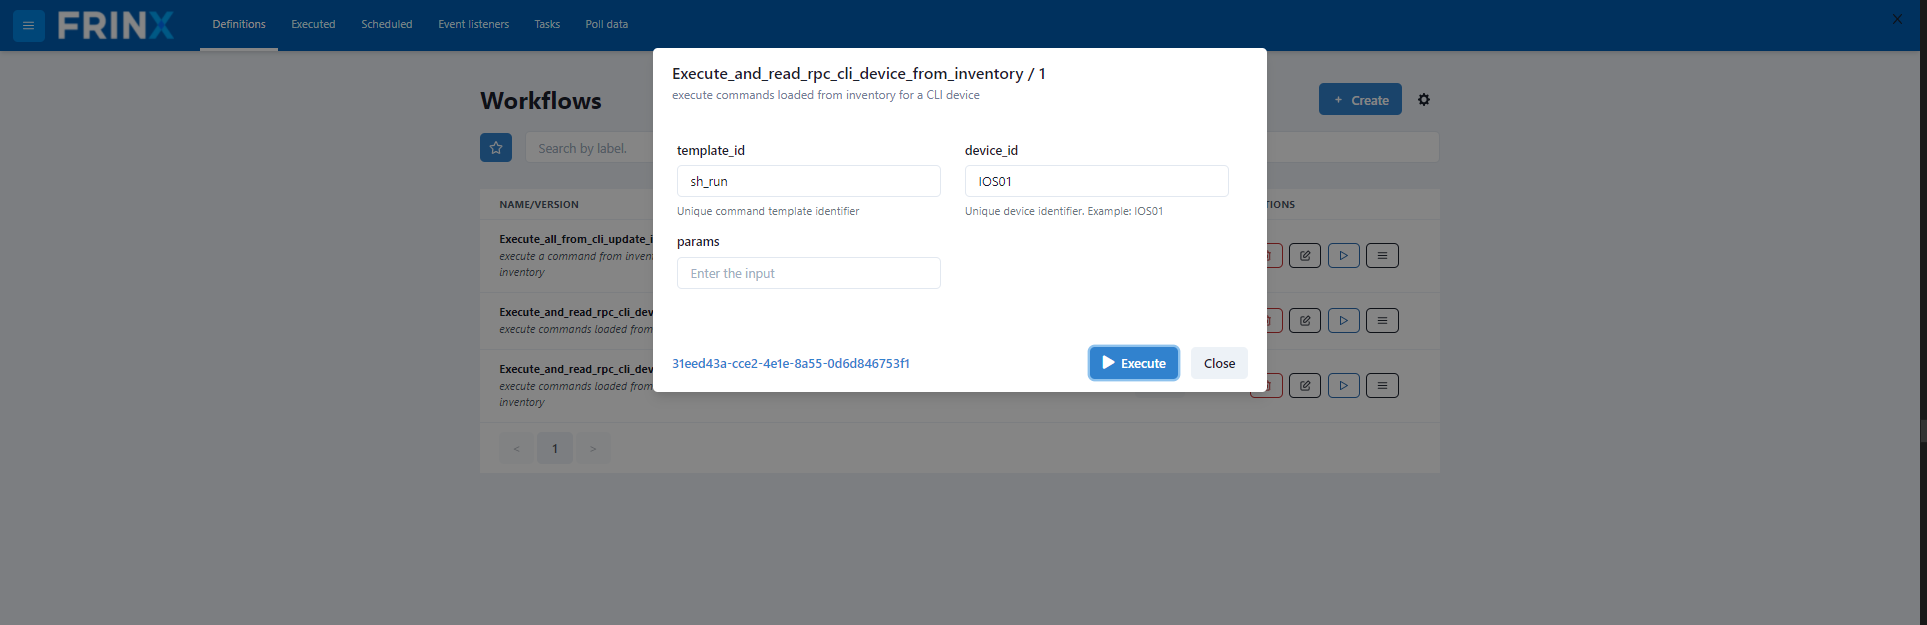 FRINX
Definitions
Executed
Scheduled
Event listeners
Tasks
Poll data
Workflows
+ Create
Search by label.
NAME/VERSION
Execute_all_from_cli_update_i
execute a command from inven
inventory
Execute_and_read_rpc_cli_dev
execute commands loaded from
Execute_and_read_rpc_cli_dev
execute commands loaded from
inventory
TIONS
< 1 >
Execute_and_read_rpc_cli_device_from_inventory / 1
execute commands loaded from inventory for a CLI device
template_id
sh_run
Unique command template identifier
device_id
IOS01
Unique device identifier. Example: IOS01
params
Enter the input
31eed43a-cce2-4e1e-8a55-0d6d846753f1
Execute
Close